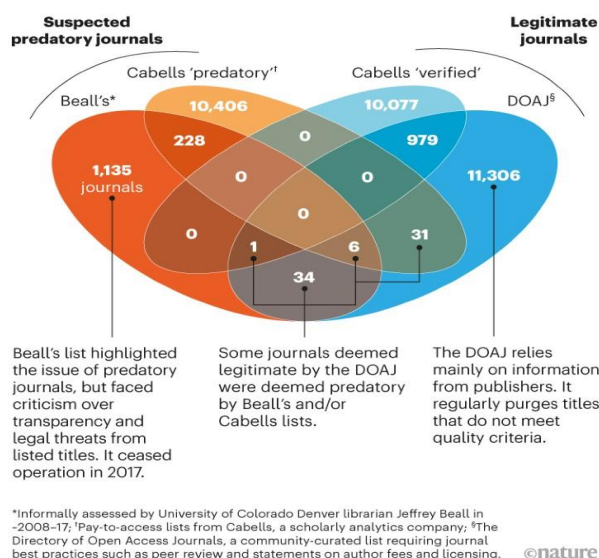 Suspected
predatory journals
Legitimate
journals
Cabells ‘predatory’†
Cabells ‘verified’
Beall’s*
DOAJ§
10,406
10,077
228
0
979
1,135
journals
0
0
11,306
0
0
1
6
31
34
Beall’s list highlighted
the issue of predatory
journals, but faced
criticism over
transparency and
legal threats from
listed titles. It ceased
operation in 2017.
Some journals deemed
legitimate by the DOAJ
were deemed predatory
by Beall’s and/or
Cabells lists.
The DOAJ relies
mainly on information
from publishers. It
regularly purges titles
that do not meet
quality criteria.
*Informally assessed by University of Colorado Denver librarian Jeffrey Beall in
~2008–17; †Pay-to-access lists from Cabells, a scholarly analytics company; §The
Directory of Open Access Journals, a community-curated list requiring journal
best practices such as peer review and statements on author fees and licensing.
©nature